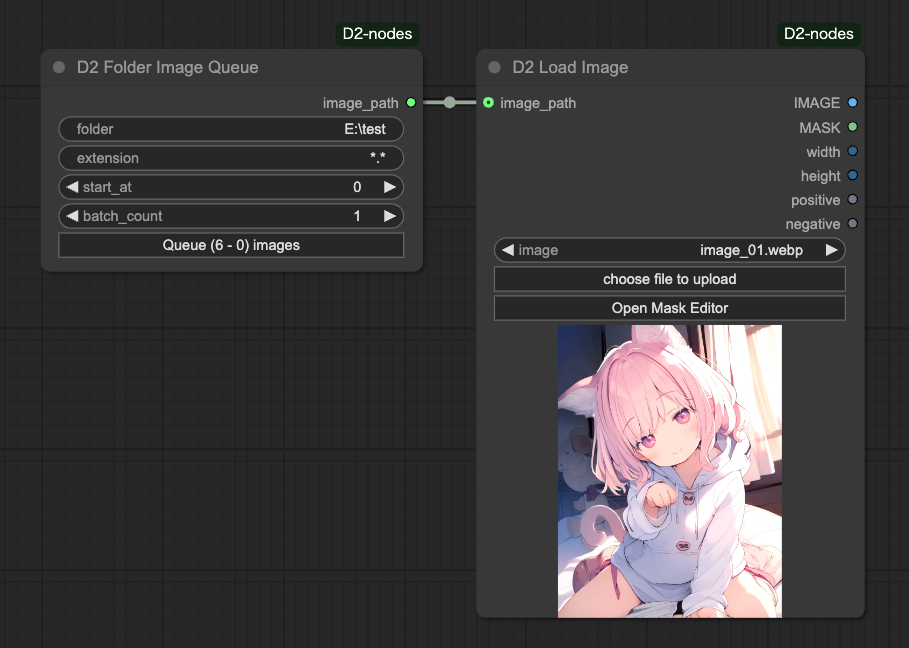 D2-nodes
D2 Folder Image Queue
image_path
folder E:\test
extension *.*
start_at 0
batch_count 1
Queue (6 - 0) images
D2-nodes
D2 Load Image
image_path IMAGE
MASK
width
height
positive
negative
image image_01.webp
choose file to upload
Open Mask Editor